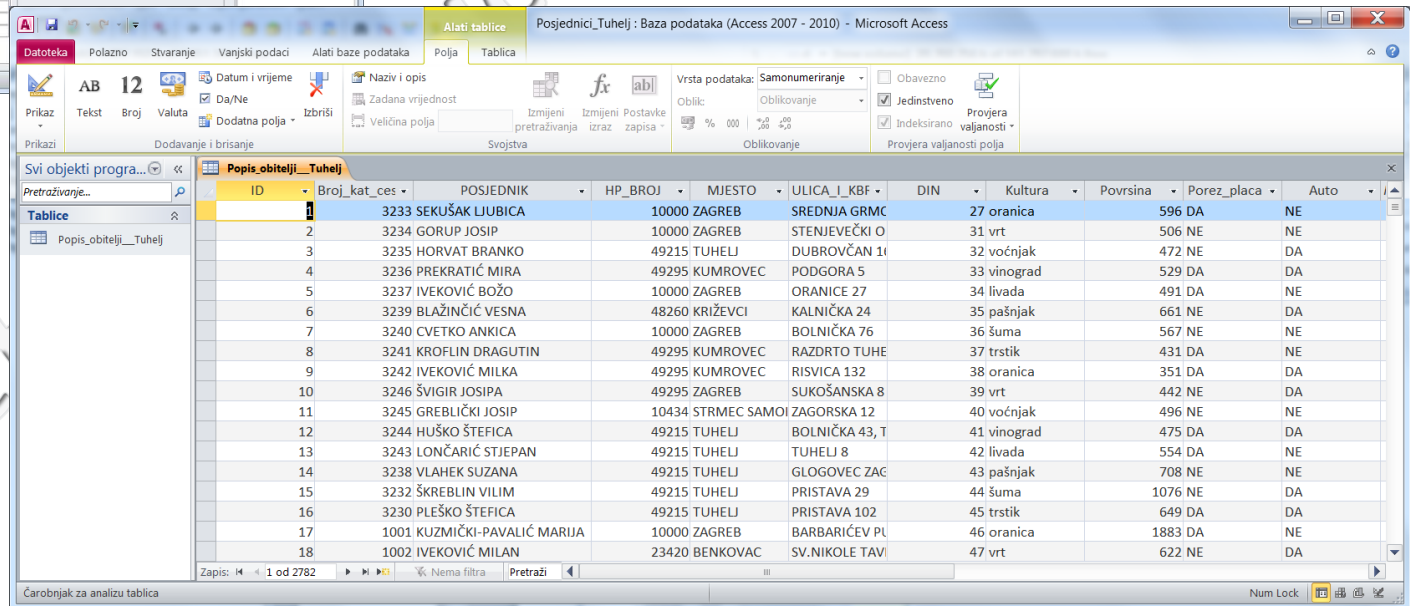 Alati tablice Posjednici_Tuhelj : Baza podataka (Access 2007 - 2010) - Microsoft Access
Datoteka Polazno Stvaranje Vanjski podaci Alati baze podataka Polja Tablica
Prikaz
AB Tekst
12 Broj
Valuta
Datum i vrijeme
Da/Ne
Dodatna polja
Izbriši
Naziv i opis
Zadana vrijednost
Veličina polja
Izmijeni pretraživanja
fx Izmijeni izraz
ab| Postavke zapisa
Vrsta podataka: Samonumeriranje
Oblik: Oblikovanje
% 000
Obavezno
Jedinstveno
Indeksirano
Provjera valjanosti
Prikazi Dodavanje i brisanje Svojstva Oblikovanje Provjera valjanosti polja
Svi objekti progra...
Pretraživanje...
Tablice
Popis_obitelji__Tuhelj
Popis_obitelji__Tuhelj
ID Broj_kat_ces POSJEDNIK HP_BROJ MJESTO ULICA_I_KBF DIN Kultura Povrsina Porez_placa Auto
1 3233 SEKUŠAK LJUBICA 10000 ZAGREB SREDNJA GRMO 27 oranica 596 DA NE
2 3234 GORUP JOSIP 10000 ZAGREB STENJEVEČKI O 31 vrt 506 NE NE
3 3235 HORVAT BRANKO 49215 TUHELJ DUBROVČAN 16 32 voćnjak 472 NE DA
4 3236 PREKRATIĆ MIRA 49295 KUMROVEC PODGORA 5 33 vinograd 529 DA DA
5 3237 IVEKOVIĆ BOŽO 10000 ZAGREB ORANICE 27 34 livada 491 DA NE
6 3239 BLAŽINČIĆ VESNA 48260 KRIŽEVCI KALNIČKA 24 35 pašnjak 661 NE DA
7 3240 CVETKO ANKICA 10000 ZAGREB BOLNIČKA 76 36 šuma 567 NE NE
8 3241 KROFLIN DRAGUTIN 49295 KUMROVEC RAZDRTO TUHE 37 trstik 431 DA NE
9 3242 IVEKOVIĆ MILKA 49295 KUMROVEC RISVICA 132 38 oranica 351 DA NE
10 3246 ŠVIGIR JOSIPA 49295 ZAGREB SUKOŠANSKA 8 39 vrt 442 NE DA
11 3245 GREBLIČKI JOSIP 10434 STRMEC SAMOI ZAGORSKA 12 40 voćnjak 496 NE NE
12 3244 HUŠKO ŠTEFICA 49215 TUHELJ BOLNIČKA 43, T 41 vinograd 475 DA DA
13 3243 LONČARIĆ STJEPAN 49215 TUHELJ TUHELJ 8 42 livada 554 DA NE
14 3238 VLAHEK SUZANA 49215 TUHELJ GLOGOVEC ZAG 43 pašnjak 708 NE NE
15 3232 ŠKREBLIN VILIM 49215 TUHELJ PRISTAVA 29 44 šuma 1076 NE DA
16 3230 PLEŠKO ŠTEFICA 49215 TUHELJ PRISTAVA 102 45 trstik 649 DA DA
17 1001 KUZMIČKI-PAVALIĆ MARIJA 10000 ZAGREB BARBARIĆEV PU 46 oranica 1883 DA NE
18 1002 IVEKOVIĆ MILAN 23420 BENKOVAC SV.NIKOLE TAVI 47 vrt 622 NE DA
Zapis: 1 od 2782 Nema filtra Pretraži
Čarobnjak za analizu tablica Num Lock